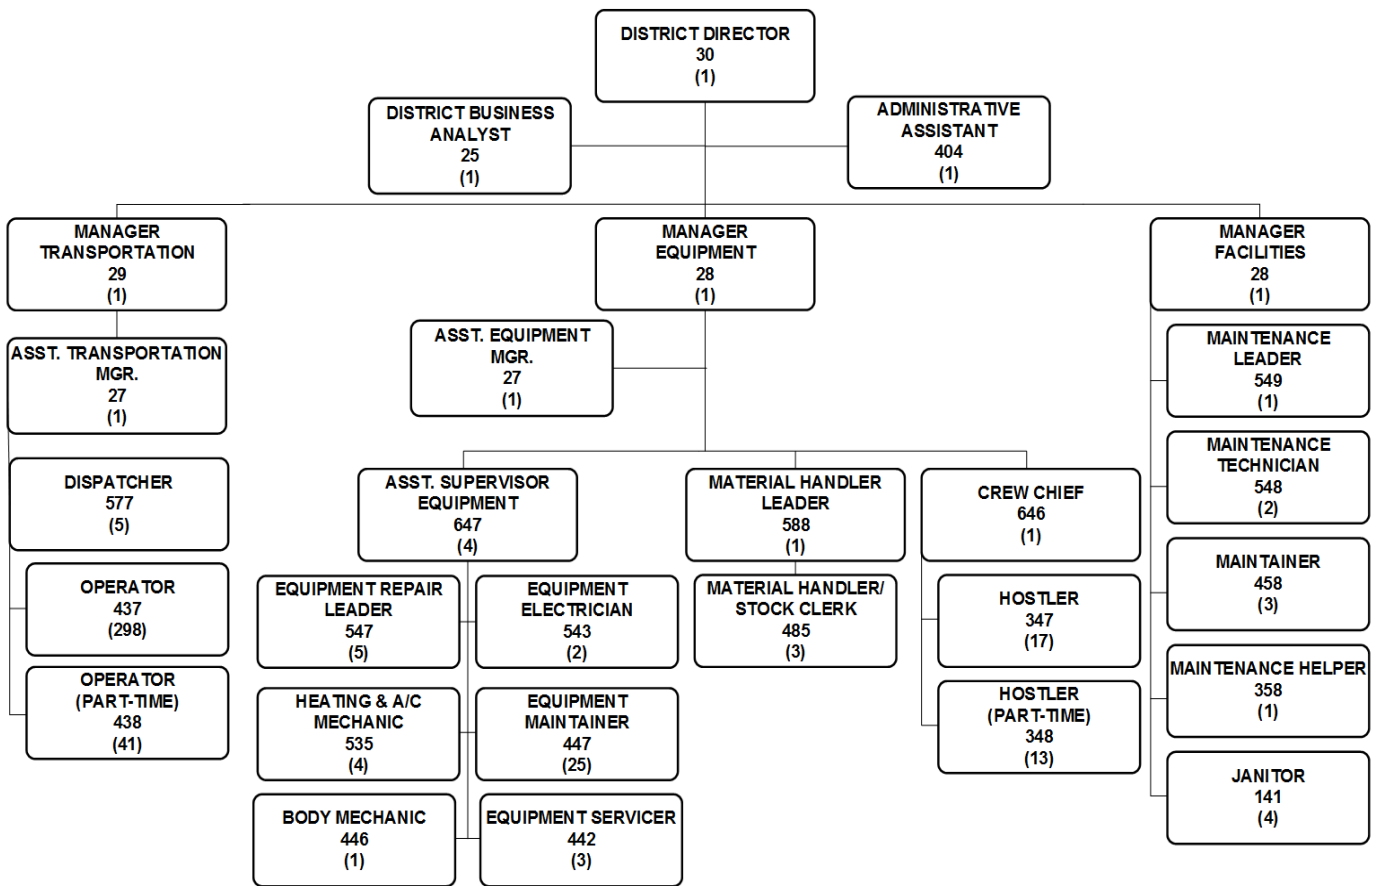 DISTRICT DIRECTOR
30
(1)
DISTRICT BUSINESS
ANALYST
25
(1)
ADMINISTRATIVE
ASSISTANT
404
(1)
MANAGER
TRANSPORTATION
29
(1)
MANAGER
EQUIPMENT
28
(1)
MANAGER
FACILITIES
28
(1)
ASST. TRANSPORTATION
MGR.
27
(1)
ASST. EQUIPMENT
MGR.
27
(1)
MAINTENANCE
LEADER
549
(1)
MAINTENANCE
TECHNICIAN
548
(2)
DISPATCHER
577
(5)
ASST. SUPERVISOR
EQUIPMENT
647
(4)
MATERIAL HANDLER
LEADER
588
(1)
CREW CHIEF
646
(1)
MAINTAINER
458
(3)
OPERATOR
437
(298)
EQUIPMENT REPAIR
LEADER
547
(5)
EQUIPMENT
ELECTRICIAN
543
(2)
MATERIAL HANDLER/
STOCK CLERK
485
(3)
HOSTLER
347
(17)
MAINTENANCE HELPER
358
(1)
OPERATOR
(PART-TIME)
438
(41)
HEATING & A/C
MECHANIC
535
(4)
EQUIPMENT
MAINTAINER
447
(25)
HOSTLER
(PART-TIME)
348
(13)
JANITOR
141
(4)
BODY MECHANIC
446
(1)
EQUIPMENT SERVICER
442
(3)